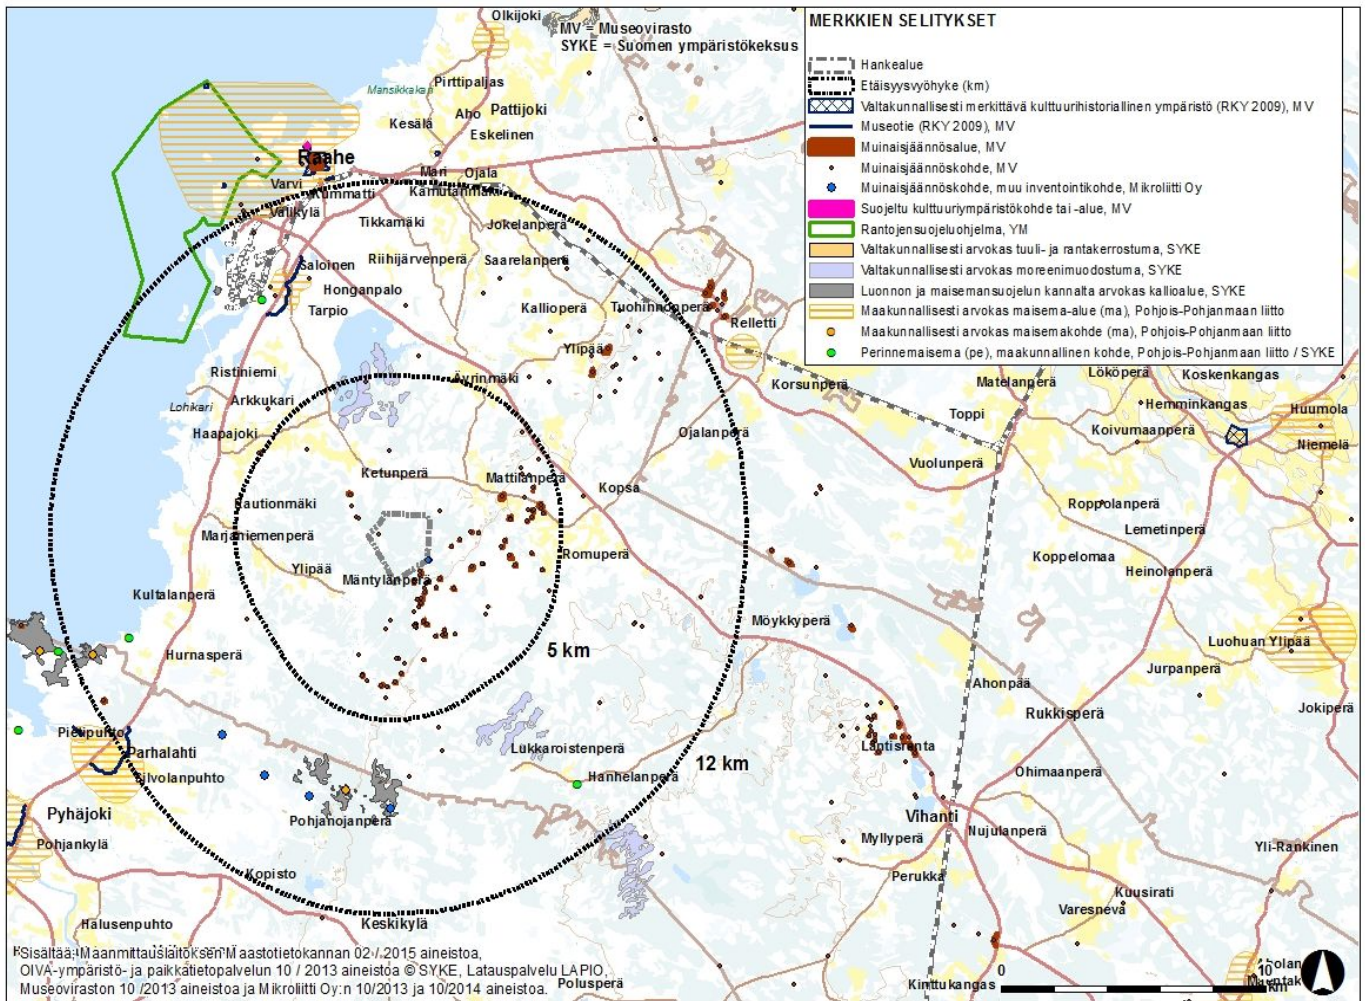 Olkijoki
MV = Museovirasto
SYKE = Suomen ympäristökeksus
MERKKIEN SELITYKSET
Hankealue
Etäisyysvyöhyke (km)
Valtakunnallisesti merkittävä kulttuurihistoriallinen ympäristö (RKY 2009), MV
Museotie (RKY 2009), MV
Muinaisjäännösalue, MV
Muinaisjäännöskohde, MV
Muinaisjäännöskohde, muu inventointikohde, Mikroliitti Oy
Suojeltu kulttuuriympäristökohde tai -alue, MV
Rantojensuojeluohjelma, YM
Valtakunnallisesti arvokas tuuli- ja rantakerrostuma, SYKE
Valtakunnallisesti arvokas moreenimuodostuma, SYKE
Luonnon ja maisemansuojelun kannalta arvokas kallioalue, SYKE
Maakunnallisesti arvokas maisema-alue (ma), Pohjois-Pohjanmaan liitto
Maakunnallisesti arvokas maisemakohde (ma), Pohjois-Pohjanmaan liitto
Perinnemaisema (pe), maakunnallinen kohde, Pohjois-Pohjanmaan liitto / SYKE
Pirttipaljas
Mansikkakari
Aho
Pattijoki
Kesälä
Eskelinen
Raahe
Mari
Ojala
Varvi
Kummatti
Välikylä
Tikkamäki
Jokelanperä
Riihijärvenperä
Saarelanperä
Saloinen
Honganpalo
Tarpio
Kallioperä
Tuohinnonperä
Relletti
Ylipää
Ristiniemi
Äyrinmäki
Korsunperä
Matelanperä
Lököperä
Koskenkangas
Arkkukari
Lohikari
Haapajoki
Hemminkangas
Huumola
Toppi
Koivumaanperä
Niemelä
Ojalanperä
Vuolunperä
Ketunperä
Mattilanperä
Kopsa
Roppolanperä
Marjaniemenperä
Lemetinperä
Romuperä
Koppelomaa
Ylipää
Mäntylänperä
Heinolanperä
Kultalanperä
Möykkyperä
Luohuan Ylipää
Hurnasperä
5 km
Jurpanperä
Ahonpää
Rukkisperä
Jokiperä
Parhalahti
Lukkaroistenperä
12 km
Hanhelanperä
Ohimaanperä
Pyhäjoki
Pohjanojanperä
Vihanti
Nujulanperä
Pohjankylä
Myllyperä
Yli-Rankinen
Kopisto
Perukka
Kuusirati
Varesnevä
Halusenpuhto
Keskikylä
Sisältää Maanmittauslaitoksen Maastotietokannan 02 / 2015 aineistoa,
OIVA-ympäristö- ja paikkatietopalvelun 10 / 2013 aineistoa © SYKE, Latauspalvelu LAPIO,
Museoviraston 10 /2013 aineistoa ja Mikroliitti Oy:n 10/2013 ja 10/2014 aineistoa.
Polusperä
Kinttukangas
0
10
km